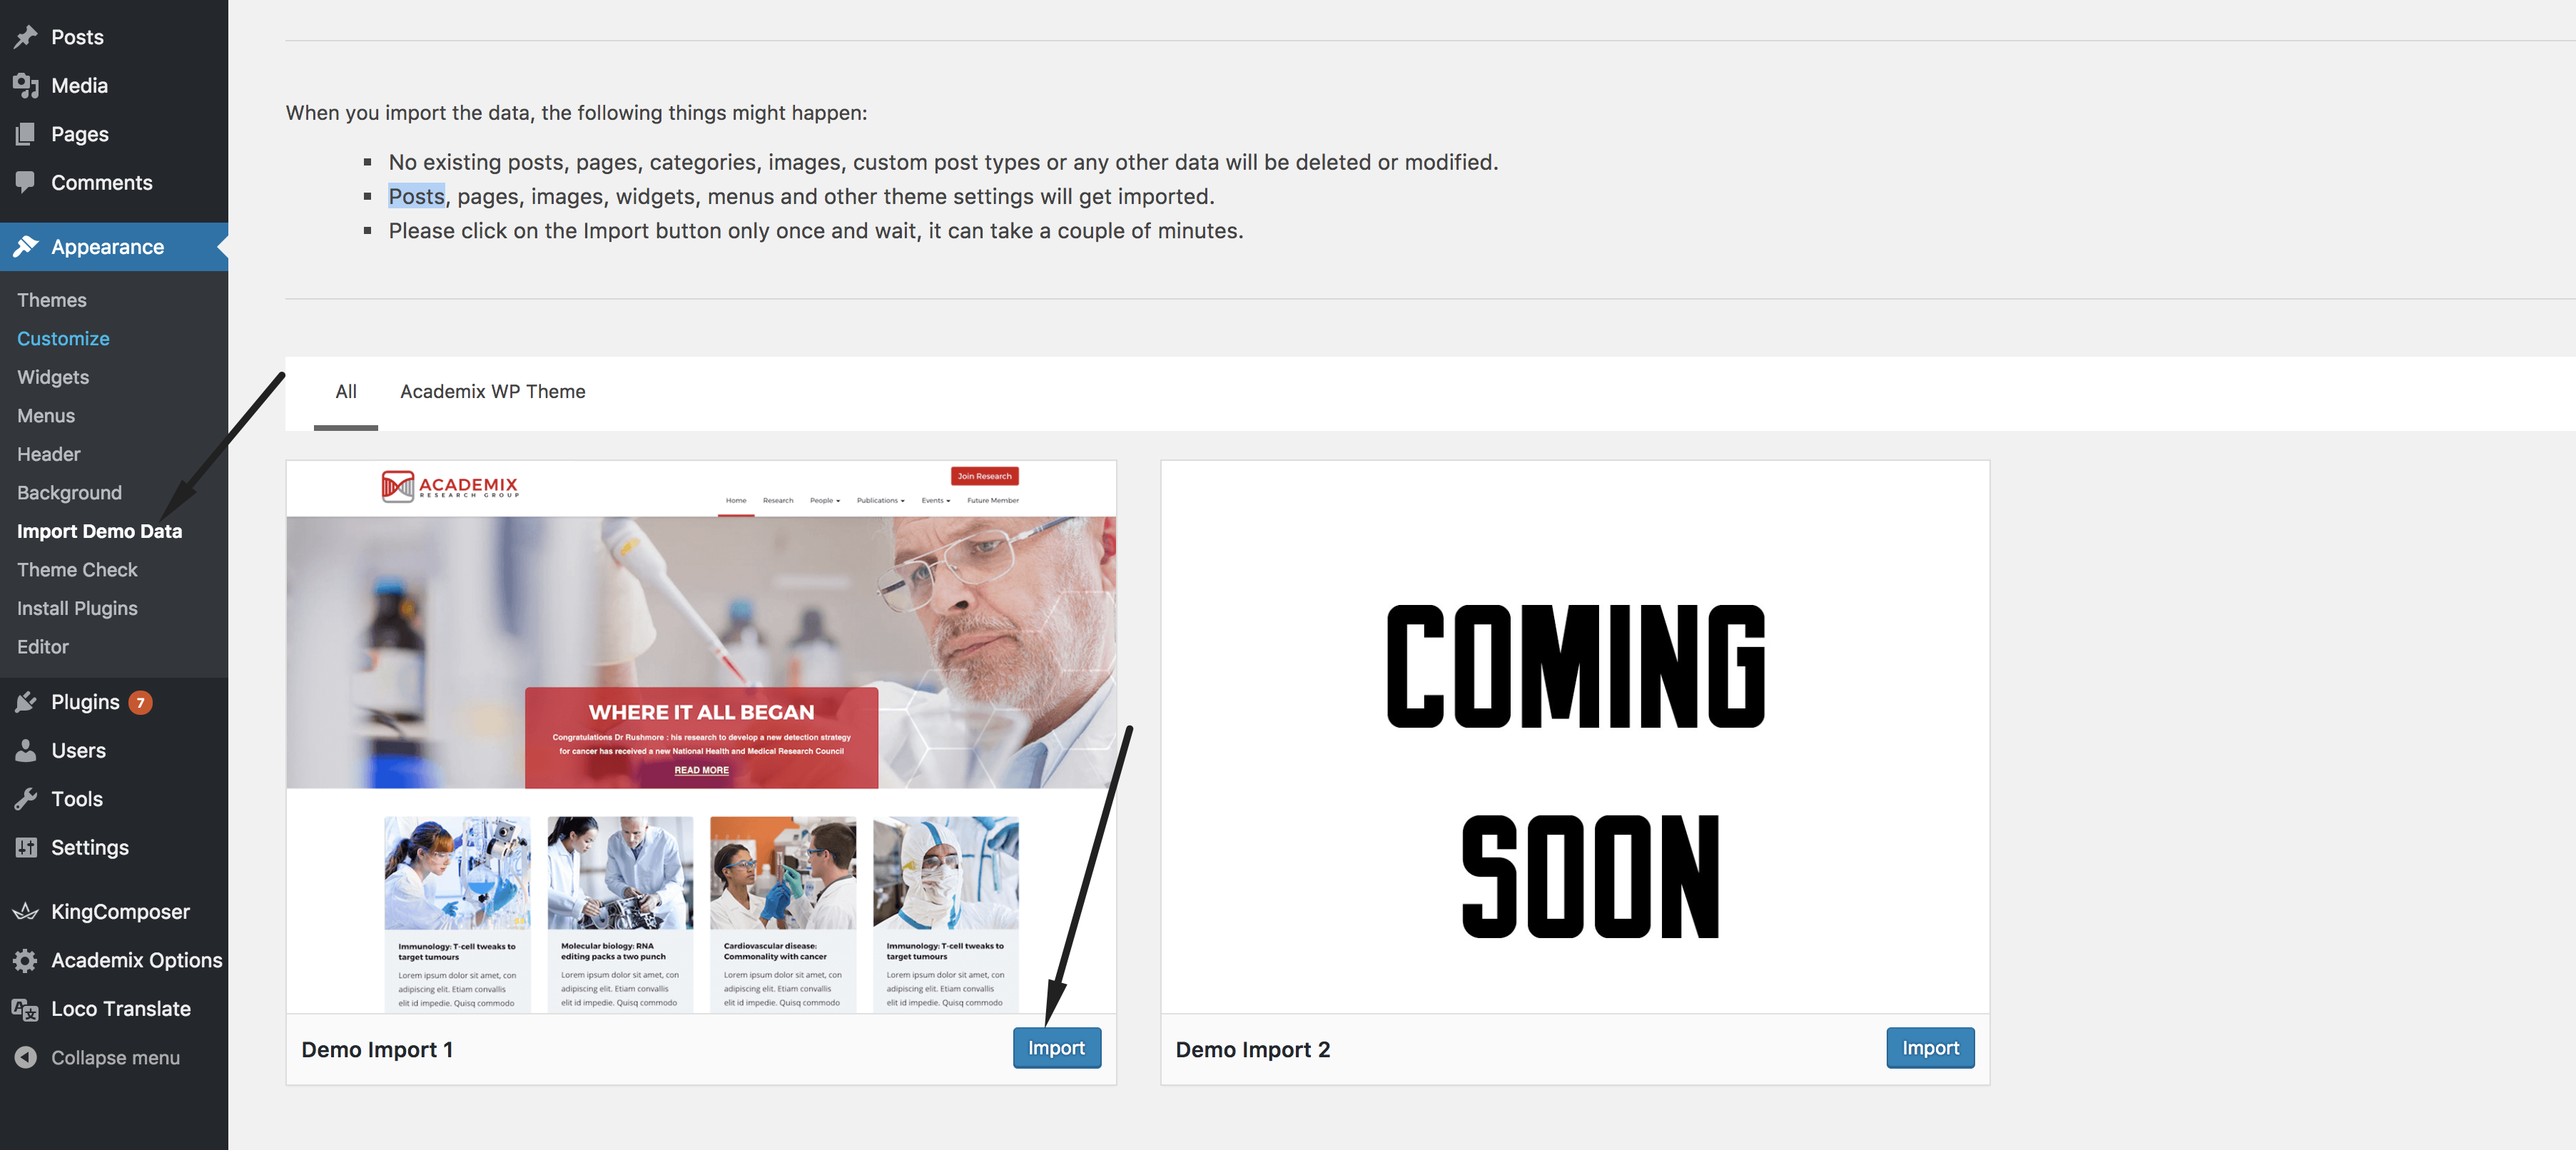 Posts
Media
Pages
Comments
Appearance
Themes
Customize
Widgets
Menus
Header
Background
Import Demo Data
Theme Check
Install Plugins
Editor
Plugins 7
Users
Tools
Settings
KingComposer
Academix Options
Loco Translate
Collapse menu
When you import the data, the following things might happen:
No existing posts, pages, categories, images, custom post types or any other data will be deleted or modified.
Posts, pages, images, widgets, menus and other theme settings will get imported.
Please click on the Import button only once and wait, it can take a couple of minutes.
All Academix WP Theme
Join Research
ACADEMIX
RESEARCH GROUP
Home Research People Publications Events Future Member
WHERE IT ALL BEGAN
Congratulations Dr Rushmore : his research to develop a new detection strategy
for cancer has received a new National Health and Medical Research Council
READ MORE
Immunology: T-cell tweaks to
target tumours
Lorem ipsum dolor sit amet, con
adipiscing elit. Etiam convallis
elit id impedie. Quisq commodo
Molecular biology: RNA
editing packs a two punch
Lorem ipsum dolor sit amet, con
adipiscing elit. Etiam convallis
elit id impedie. Quisq commodo
Cardiovascular disease:
Commonality with cancer
Lorem ipsum dolor sit amet, con
adipiscing elit. Etiam convallis
elit id impedie. Quisq commodo
Immunology: T-cell tweaks to
target tumours
Lorem ipsum dolor sit amet, con
adipiscing elit. Etiam convallis
elit id impedie. Quisq commodo
Demo Import 1 Import
COMING
SOON
Demo Import 2 Import